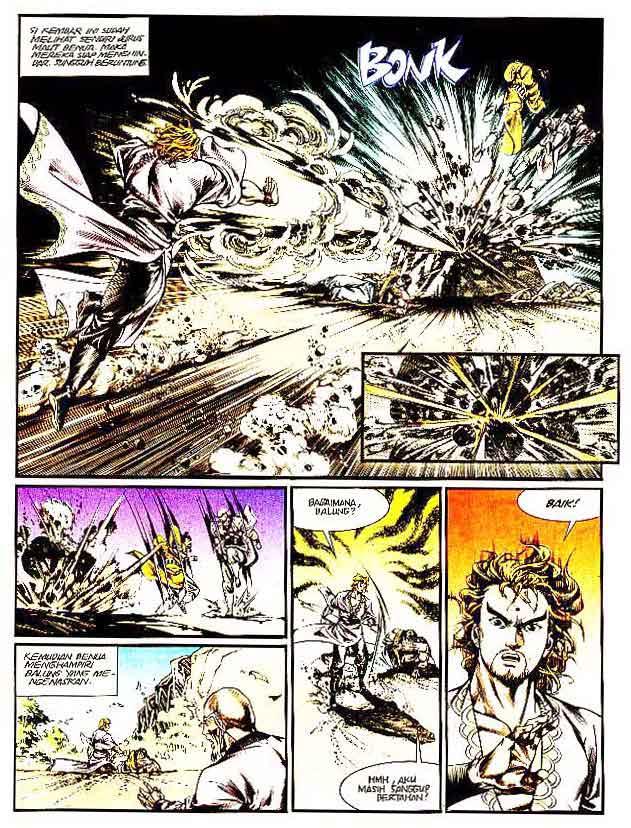 SI KEMBAR INI SUDAH
MELIHAT SENDIRI JURUS
MAUT BENUA. MAKA
MEREKA SIAP MENGHIN-
DAR. SUNGGUH BERUNTUNG.
BONK
BAGAIMANA,
BALUNG?
BAIK!
KEMUDIAN BENUA
MENGHAMPIRI
BALUNG YANG ME-
NGENASKAN.
HMH, AKU
MASIH SANGGUP
BERTAHAN!